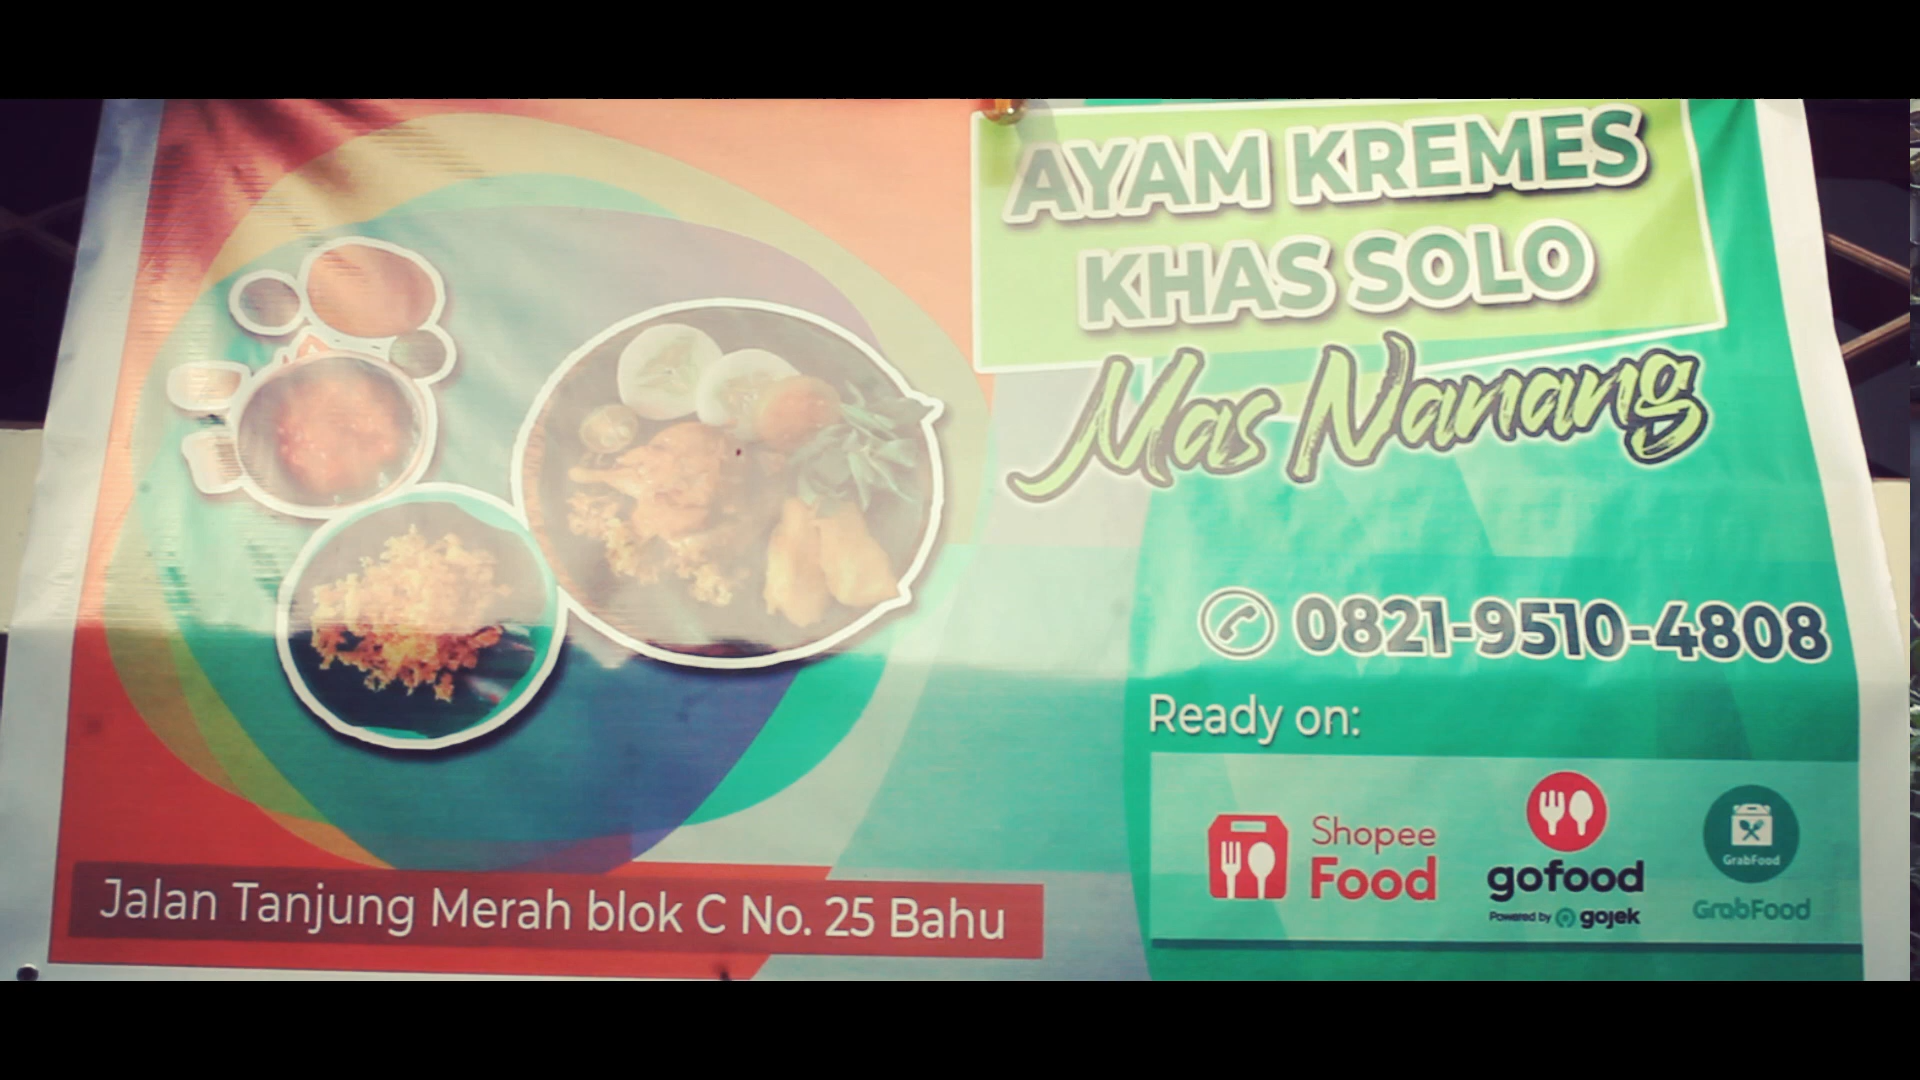 AYAM KREMES
KHAS SOLO
Mas Nanang
0821-9510-4808
Ready on:
Shopee
Food
gofood
Powered by gojek
GrabFood
GrabFood
Jalan Tanjung Merah blok C No. 25 Bahu